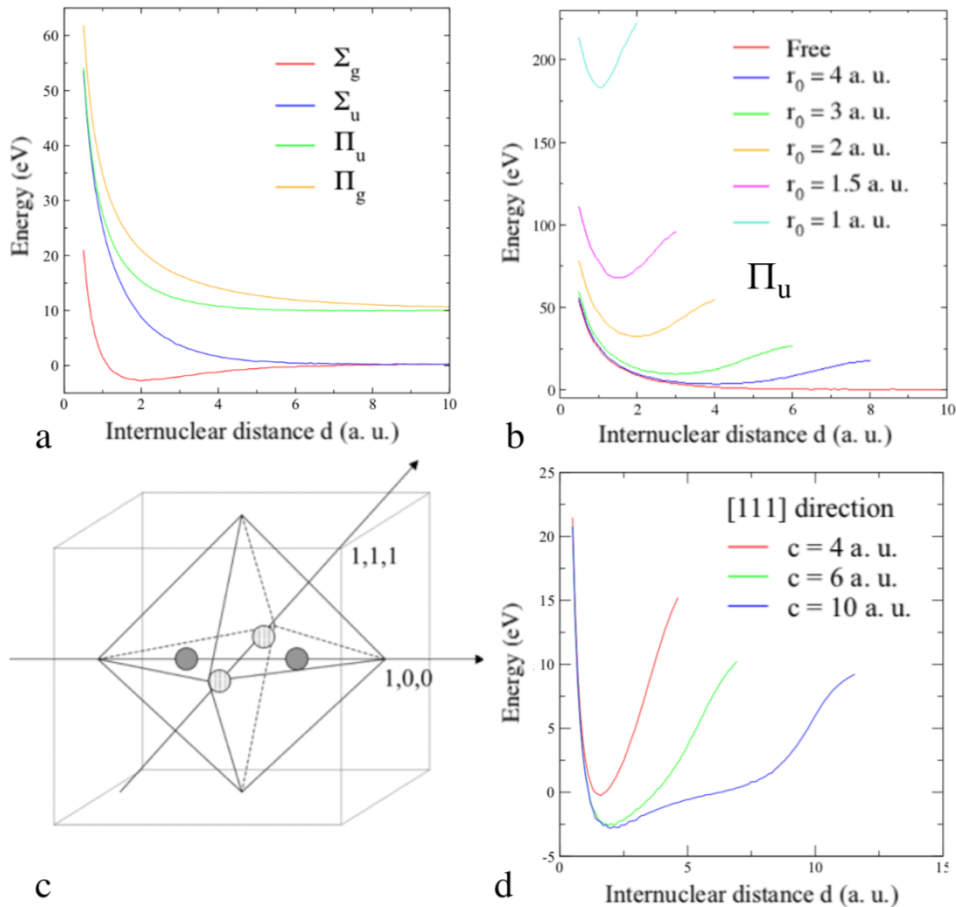 60
50
40
30
20
10
0
Energy (eV)
Σg
Σu
Πu
Πg
0 2 4 6 8 10
Internuclear distance d (a. u.)
a
200
150
100
50
0
Energy (eV)
Free
r0 = 4 a. u.
r0 = 3 a. u.
r0 = 2 a. u.
r0 = 1.5 a. u.
r0 = 1 a. u.
Πu
0 2 4 6 8 10
Internuclear distance d (a. u.)
b
1,1,1
1,0,0
c
25
20
15
10
5
0
-5
Energy (eV)
[111] direction
c = 4 a. u.
c = 6 a. u.
c = 10 a. u.
0 5 10 15
Internuclear distance d (a. u.)
d